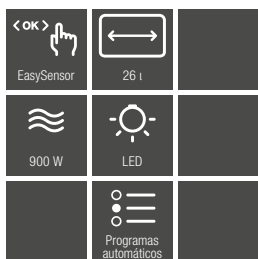 <OK>
EasySensor
26 ι
900 W
LED
Programas
automáticos